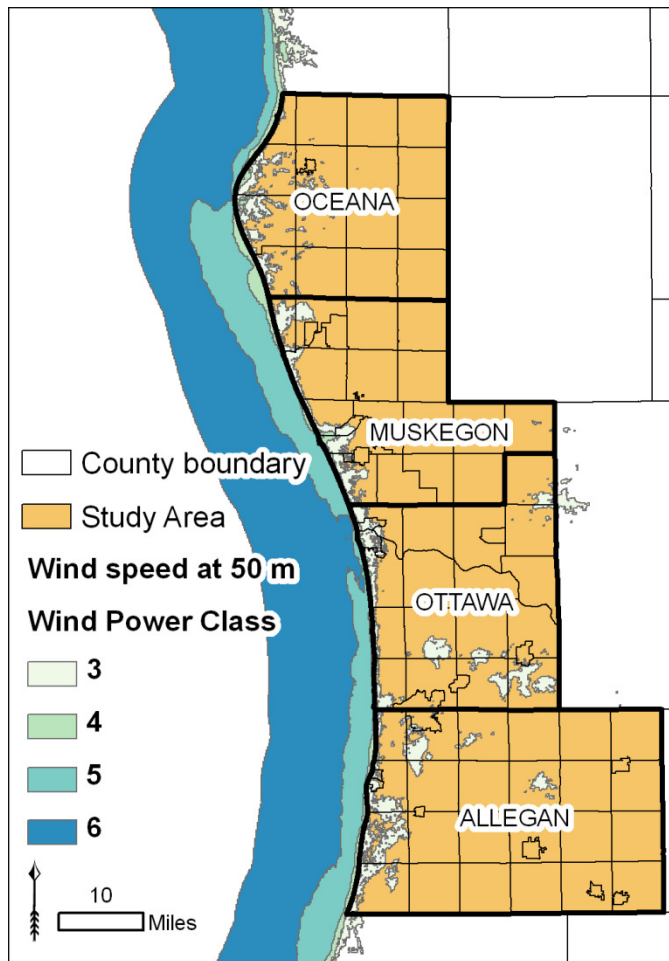 OCEANA
MUSKEGON
OTTAWA
ALLEGAN
County boundary
Study Area
Wind speed at 50 m
Wind Power Class
3
4
5
6
10
Miles